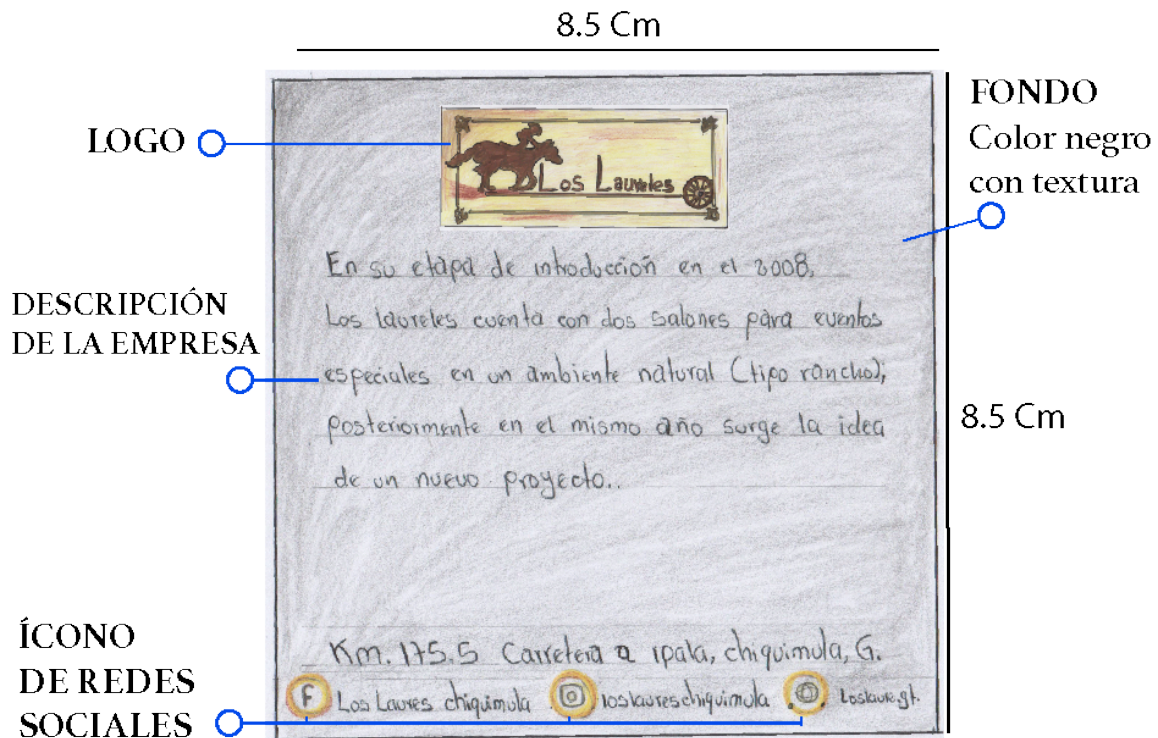 8.5 Cm
FONDO
Color negro
con textura
LOGO
Los Laureles
En su etapa de introducción en el 2008,
Los laureles cuenta con dos salones para eventos
especiales en un ambiente natural (tipo rancho);
posteriormente en el mismo año surge la idea
de un nuevo proyecto..
DESCRIPCIÓN
DE LA EMPRESA
8.5 Cm
Km. 175.5 Carretera a ipala, chiquimula, G.
ÍCONO
DE REDES
SOCIALES
F Los Laures chiquimula loslaureschiquimula Loslaure.gt.